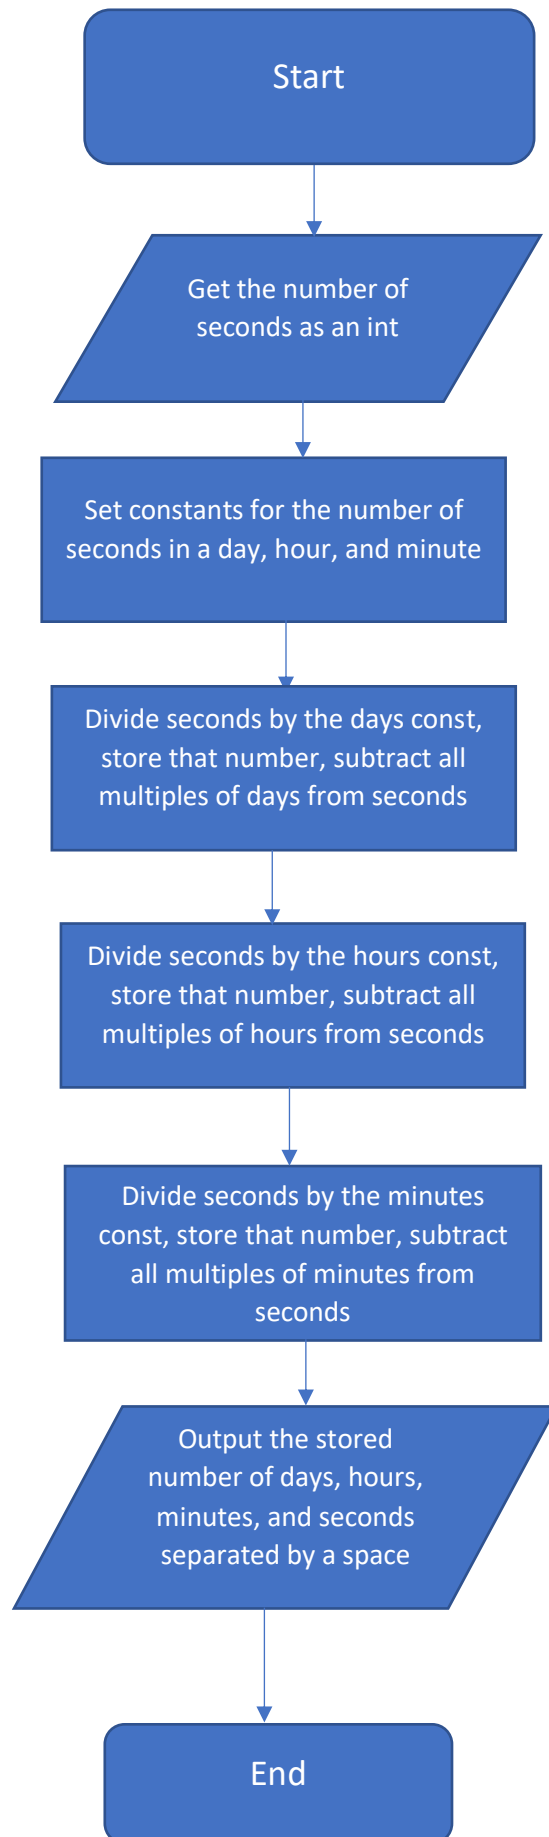 Start
Get the number of
seconds as an int
Set constants for the number of
seconds in a day, hour, and minute
Divide seconds by the days const,
store that number, subtract all
multiples of days from seconds
Divide seconds by the hours const,
store that number, subtract all
multiples of hours from seconds
Divide seconds by the minutes
const, store that number, subtract
all multiples of minutes from
seconds
Output the stored
number of days, hours,
minutes, and seconds
separated by a space
End